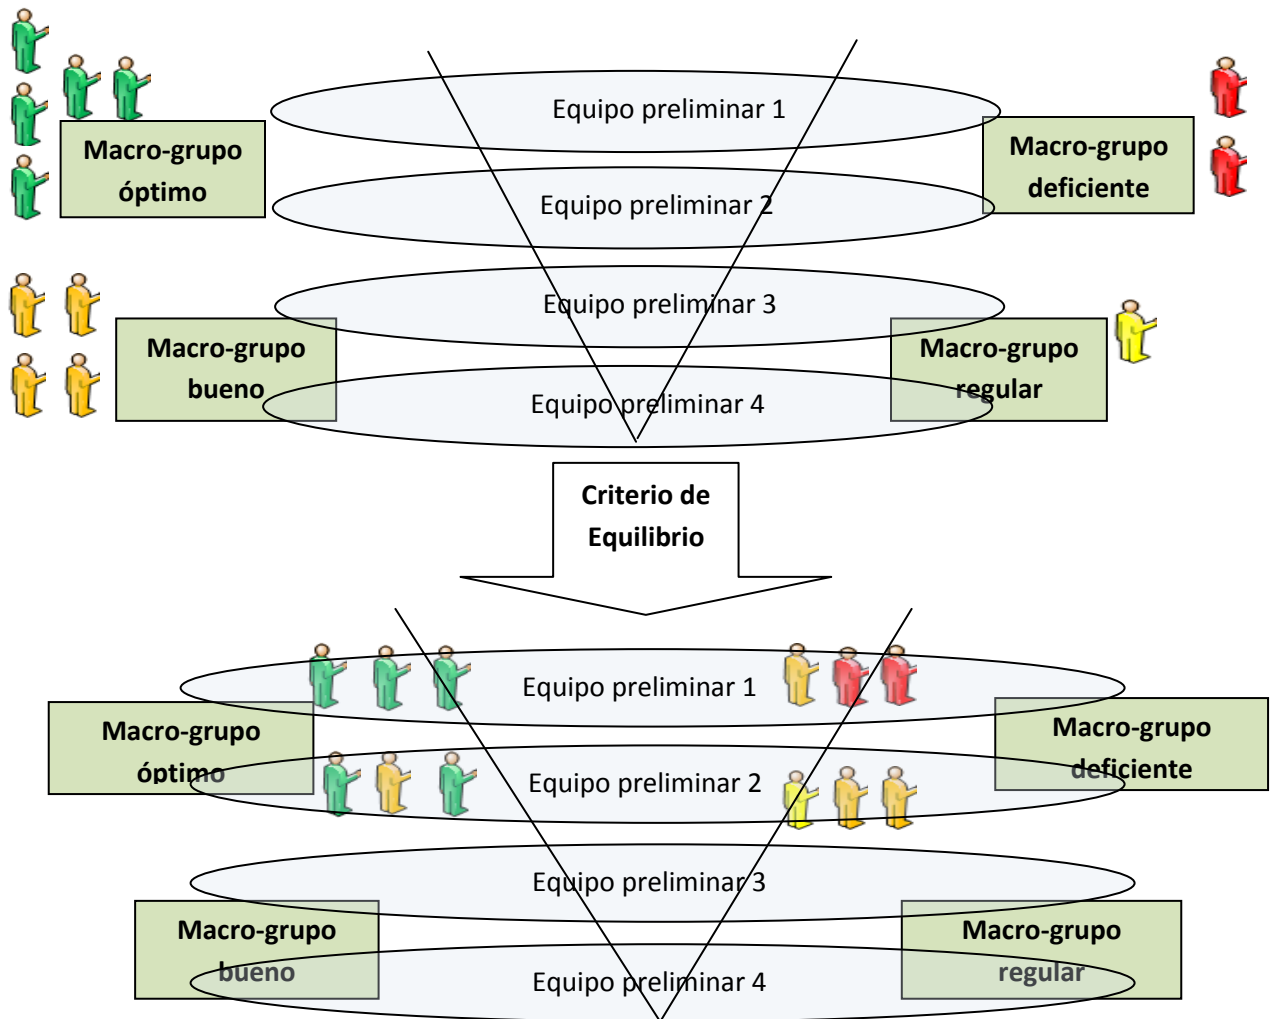 Equipo preliminar 1
Macro-grupo
óptimo
Macro-grupo
deficiente
Equipo preliminar 2
Equipo preliminar 3
Macro-grupo
bueno
Macro-grupo
regular
Equipo preliminar 4
Criterio de
Equilibrio
Equipo preliminar 1
Macro-grupo
óptimo
Macro-grupo
deficiente
Equipo preliminar 2
Equipo preliminar 3
Macro-grupo
bueno
Macro-grupo
regular
Equipo preliminar 4